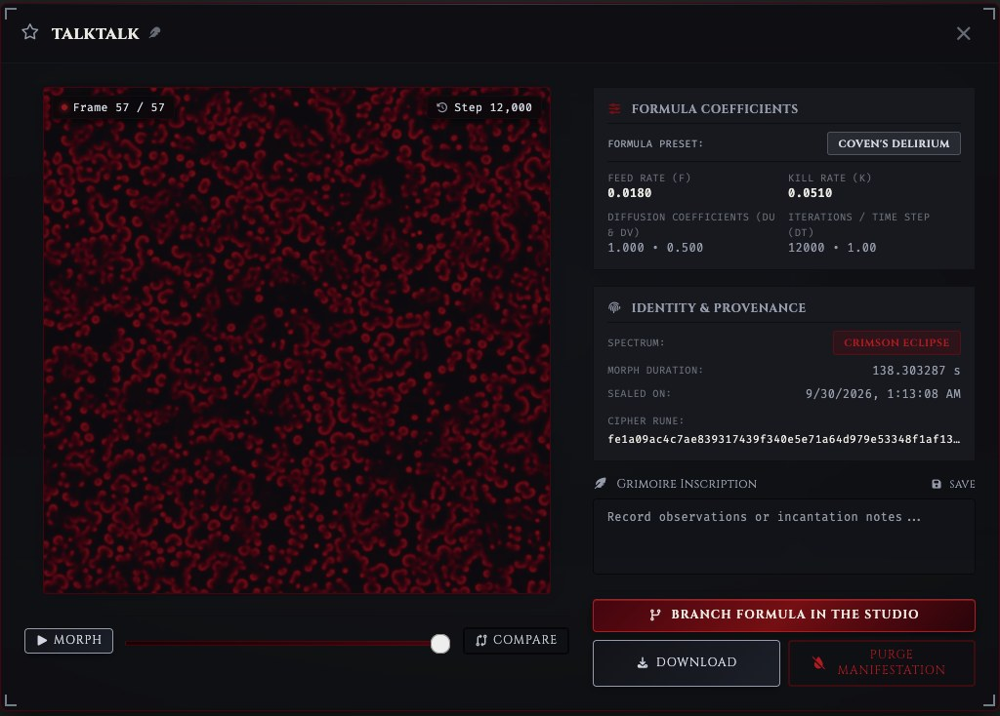 TALKTALK
Frame 57 / 57
Step 12,000
FORMULA COEFFICIENTS
FORMULA PRESET:
COVEN'S DELIRIUM
FEED RATE (F)
KILL RATE (K)
0.0180
0.0510
DIFFUSION COEFFICIENTS (DU
& DV)
ITERATIONS / TIME STEP
(DT)
1.000 • 0.500
12000 • 1.00
IDENTITY & PROVENANCE
SPECTRUM:
CRIMSON ECLIPSE
MORPH DURATION:
138.303287 s
SEALED ON:
9/30/2026, 1:13:08 AM
CIPHER RUNE:
fe1a09ac4c7ae839317439f340e5e71a64d979e53348f1af13…
GRIMOIRE INSCRIPTION
SAVE
Record observations or incantation notes...
MORPH
COMPARE
BRANCH FORMULA IN THE STUDIO
DOWNLOAD
PURGE
MANIFESTATION